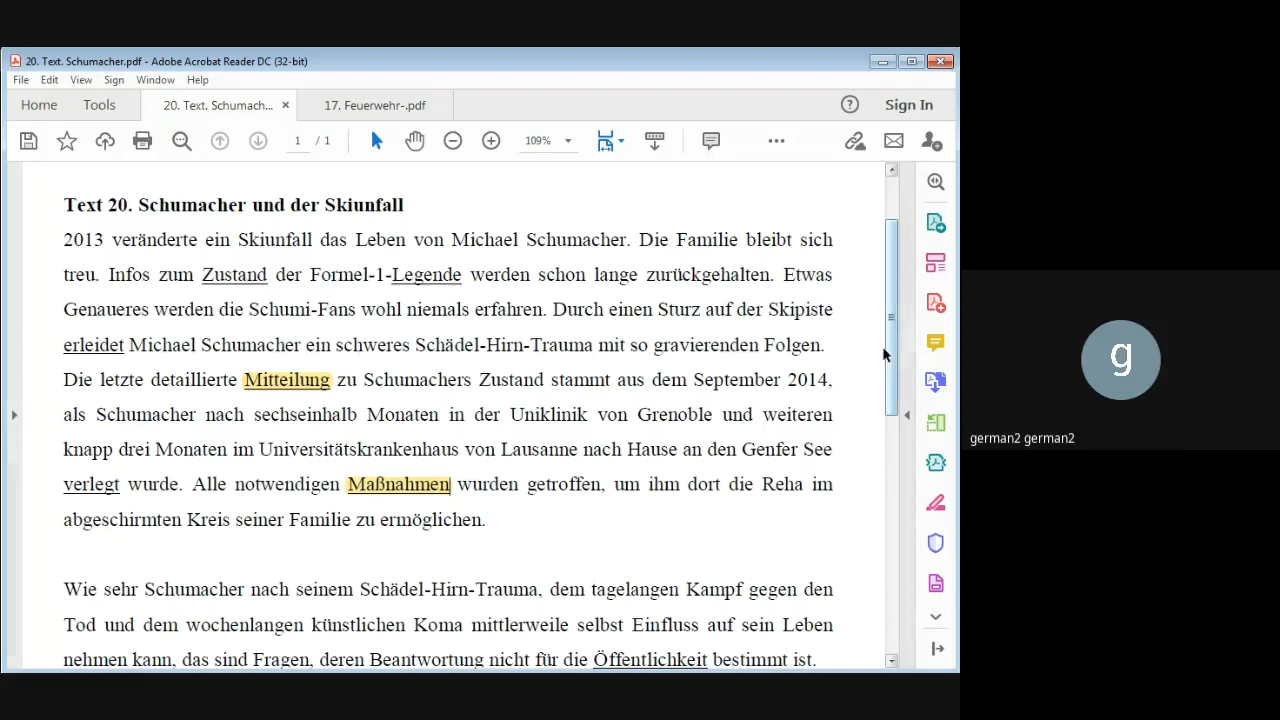 20. Text. Schumacher.pdf - Adobe Acrobat Reader DC (32-bit)
File Edit View Sign Window Help
Home Tools 20. Text. Schumach... × 17. Feuerwehr-.pdf ? Sign In
1 / 1 109%
Text 20. Schumacher und der Skiunfall
2013 veränderte ein Skiunfall das Leben von Michael Schumacher. Die Familie bleibt sich
treu. Infos zum Zustand der Formel-1-Legende werden schon lange zurückgehalten. Etwas
Genaueres werden die Schumi-Fans wohl niemals erfahren. Durch einen Sturz auf der Skipiste
erleidet Michael Schumacher ein schweres Schädel-Hirn-Trauma mit so gravierenden Folgen.
Die letzte detaillierte Mitteilung zu Schumachers Zustand stammt aus dem September 2014,
als Schumacher nach sechseinhalb Monaten in der Uniklinik von Grenoble und weiteren
knapp drei Monaten im Universitätskrankenhaus von Lausanne nach Hause an den Genfer See
verlegt wurde. Alle notwendigen Maßnahmen wurden getroffen, um ihm dort die Reha im
abgeschirmten Kreis seiner Familie zu ermöglichen.
Wie sehr Schumacher nach seinem Schädel-Hirn-Trauma, dem tagelangen Kampf gegen den
Tod und dem wochenlangen künstlichen Koma mittlerweile selbst Einfluss auf sein Leben
nehmen kann, das sind Fragen, deren Beantwortung nicht für die Öffentlichkeit bestimmt ist.
g
german2 german2